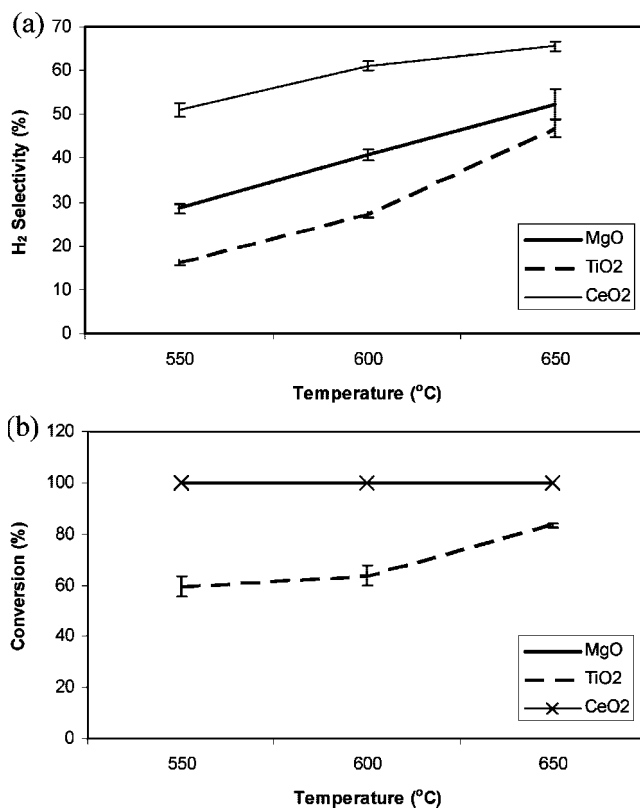 (a)
70
60
50
40
30
20
10
0
H₂ Selectivity (%)
MgO
TiO2
CeO2
550 600 650
Temperature (°C)
(b)
120
100
80
60
40
20
0
Conversion (%)
MgO
TiO2
CeO2
550 600 650
Temperature (°C)